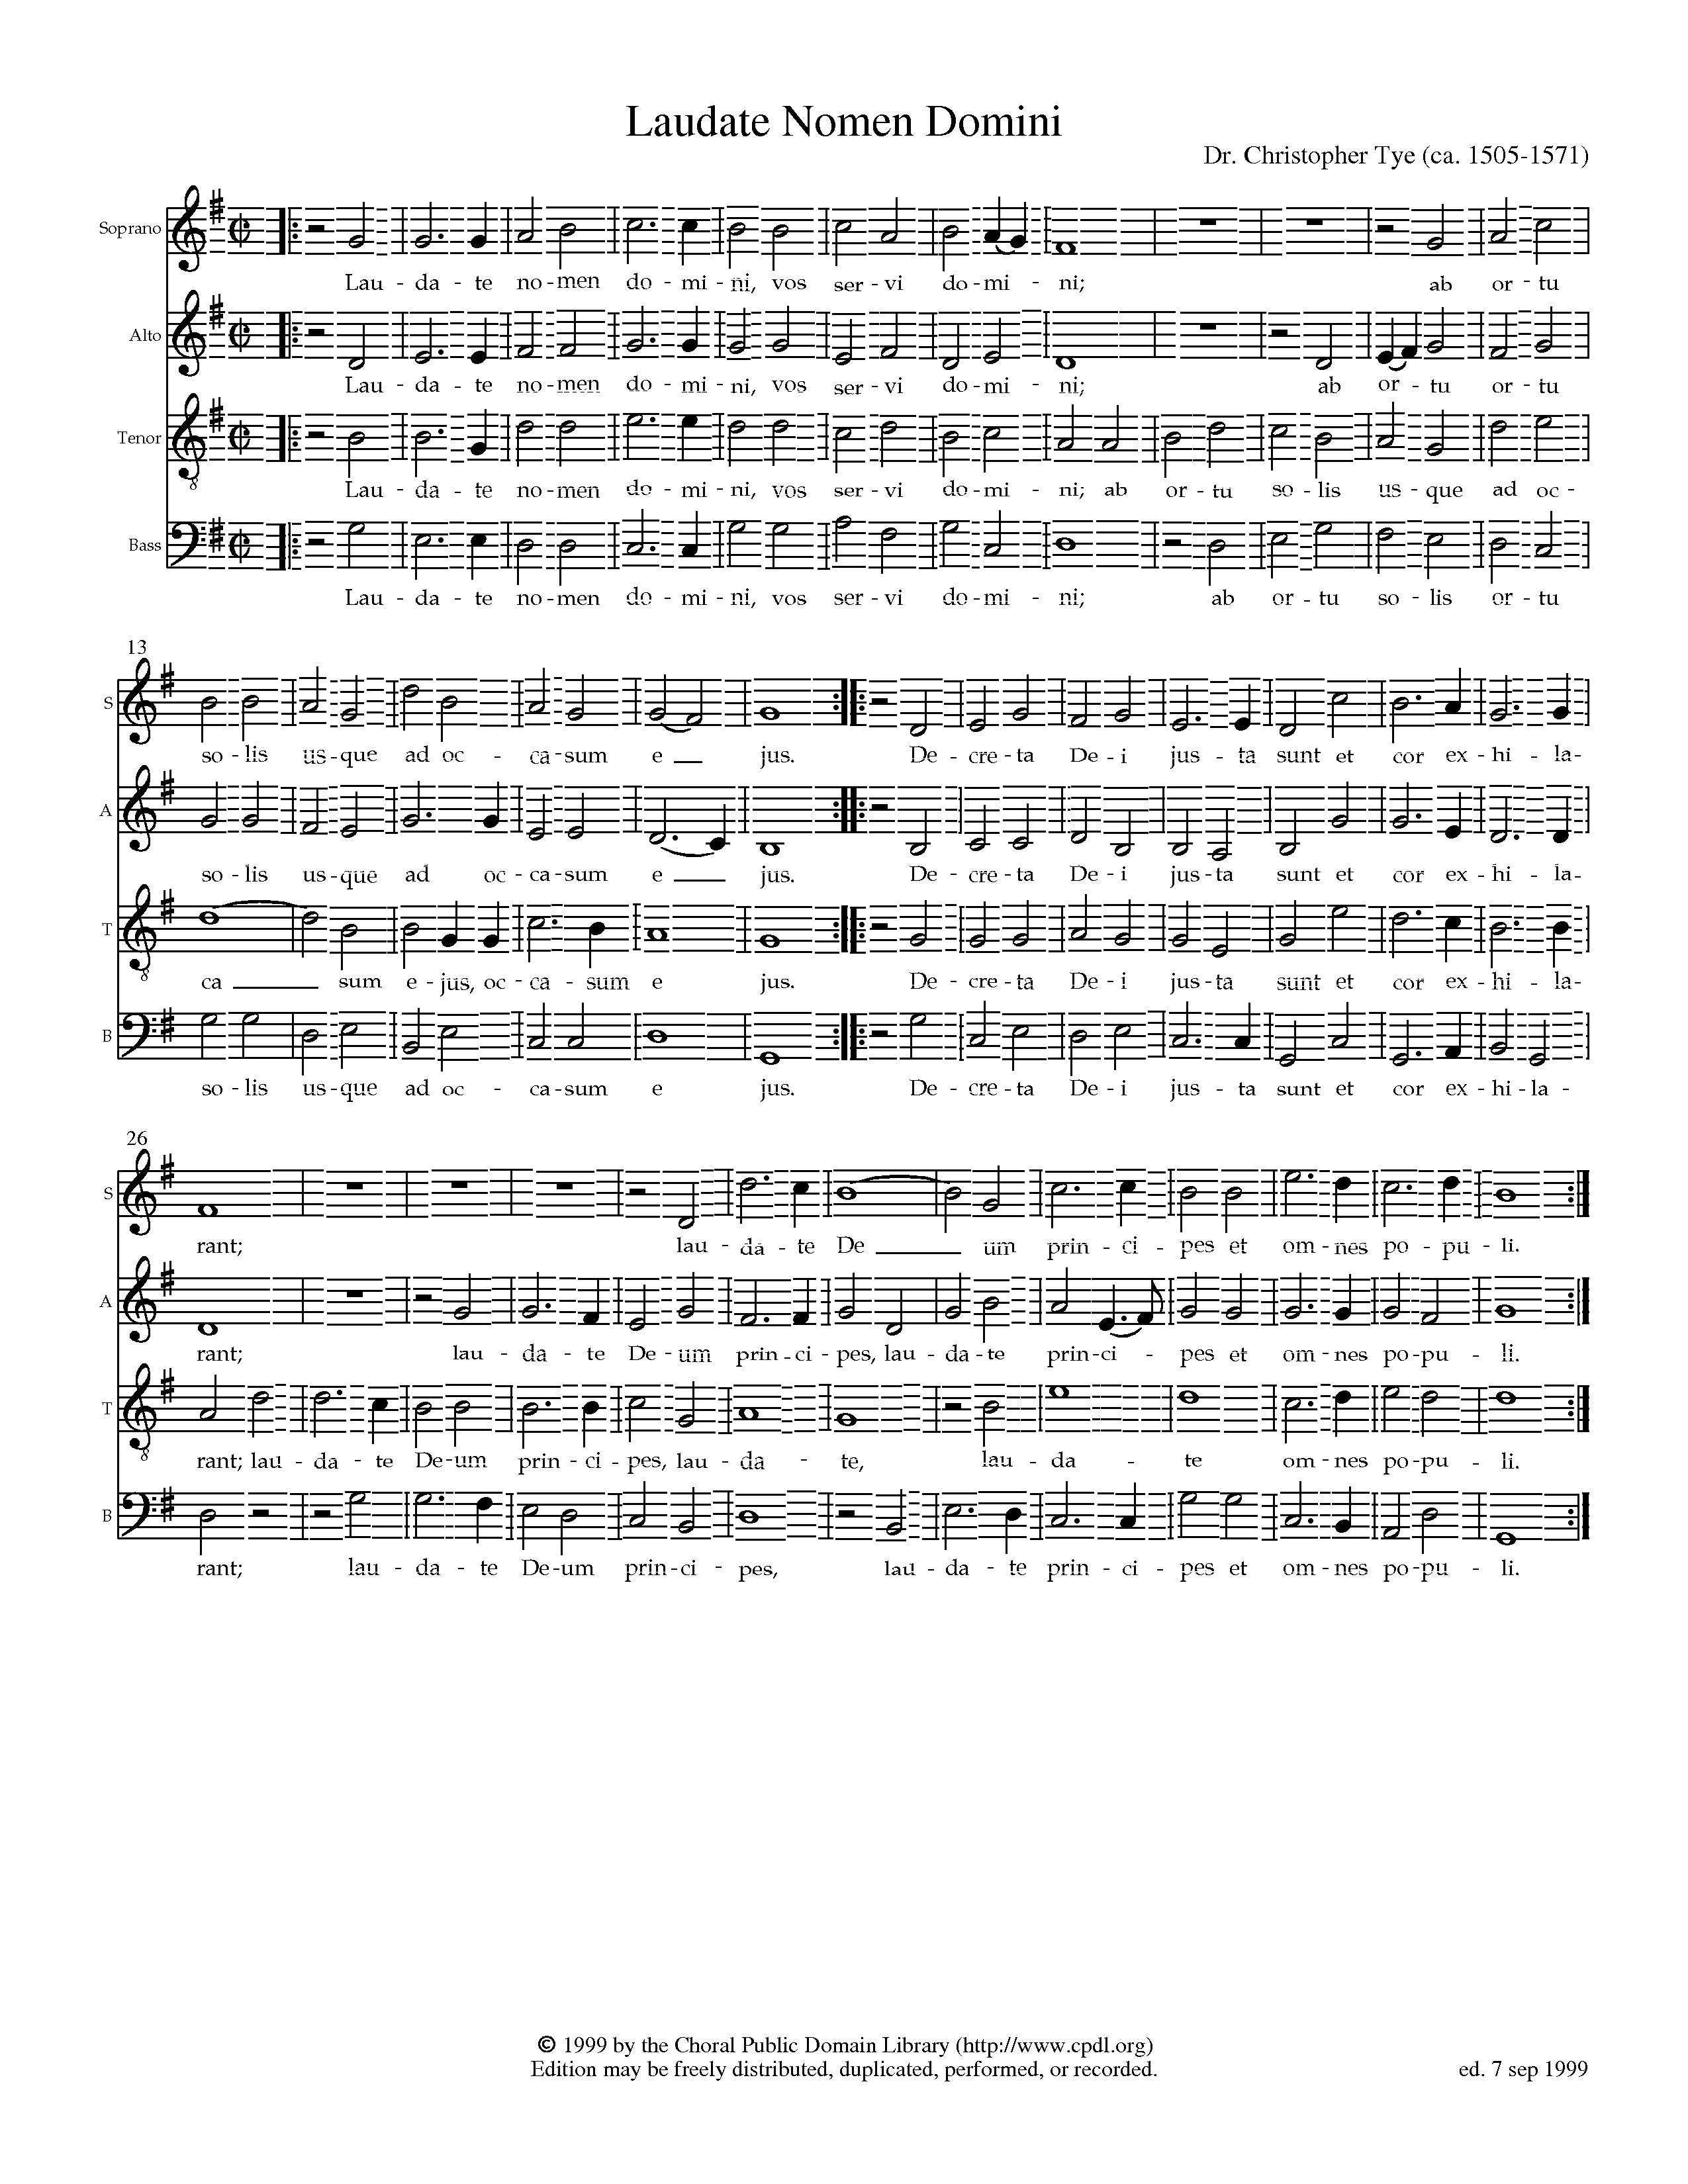 Laudate Nomen Domini
Dr. Christopher Tye (ca. 1505-1571)
Soprano
Lau - da - te no - men do - mi - ni, vos ser - vi do - mi - ni; ab or - tu
Alto
Lau - da - te no - men do - mi - ni, vos ser - vi do - mi - ni; ab or - tu or - tu
Tenor
8
Lau - da - te no - men do - mi - ni, vos ser - vi do - mi - ni; ab or - tu so - lis us - que ad oc -
Bass
Lau - da - te no - men do - mi - ni, vos ser - vi do - mi - ni; ab or - tu so - lis or - tu
13
S
so - lis us - que ad oc - ca - sum e jus. De - cre - ta De - i jus - ta sunt et cor ex - hi - la -
A
so - lis us - que ad oc - ca - sum e jus. De - cre - ta De - i jus - ta sunt et cor ex - hi - la -
T
8
ca sum e - jus, oc - ca - sum e jus. De - cre - ta De - i jus - ta sunt et cor ex - hi - la -
B
so - lis us - que ad oc - ca - sum e jus. De - cre - ta De - i jus - ta sunt et cor ex - hi - la -
26
S
rant; lau - da - te De um prin - ci - pes et om - nes po - pu - li.
A
rant; lau - da - te De - um prin - ci - pes, lau - da - te prin - ci - pes et om - nes po - pu - li.
T
8
rant; lau - da - te De - um prin - ci - pes, lau - da - te, lau - da - te om - nes po - pu - li.
B
rant; lau - da - te De - um prin - ci - pes, lau - da - te prin - ci - pes et om - nes po - pu - li.
© 1999 by the Choral Public Domain Library (http://www.cpdl.org)
Edition may be freely distributed, duplicated, performed, or recorded.
ed. 7 sep 1999